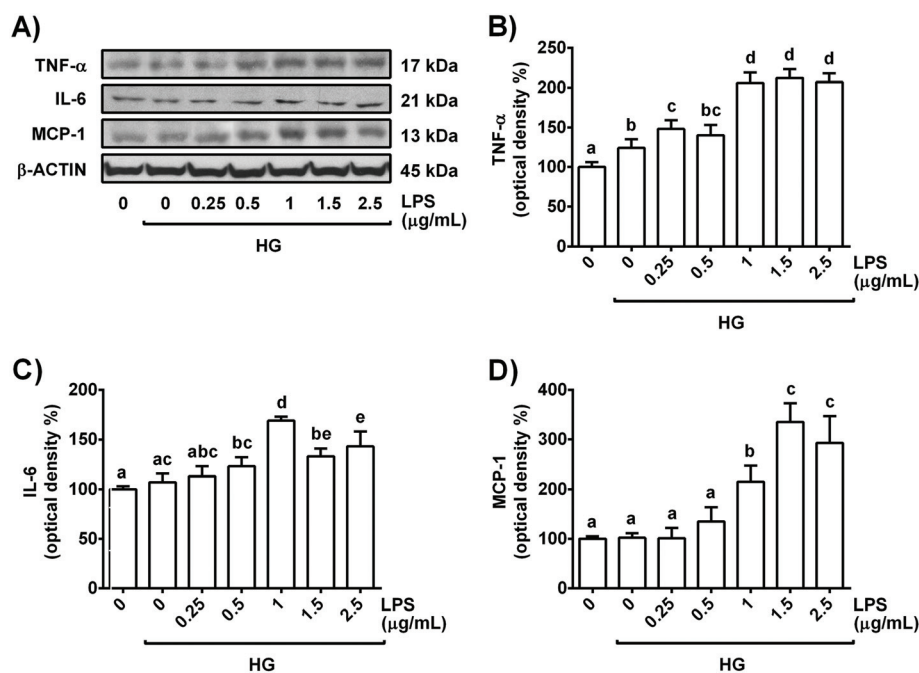 A)
TNF-α 17 kDa
IL-6 21 kDa
MCP-1 13 kDa
β-ACTIN 45 kDa
0 0 0.25 0.5 1 1.5 2.5 LPS
(μg/mL)
HG
B)
TNF-α
(optical density %)
250
200
150
100
50
0
a b c bc d d d
0 0 0.25 0.5 1 1.5 2.5 LPS
(μg/mL)
HG
C)
IL-6
(optical density %)
200
150
100
50
0
a ac abc bc d be e
0 0 0.25 0.5 1 1.5 2.5 LPS
(μg/mL)
HG
D)
MCP-1
(optical density %)
400
300
200
100
0
a a a a b c c
0 0 0.25 0.5 1 1.5 2.5 LPS
(μg/mL)
HG